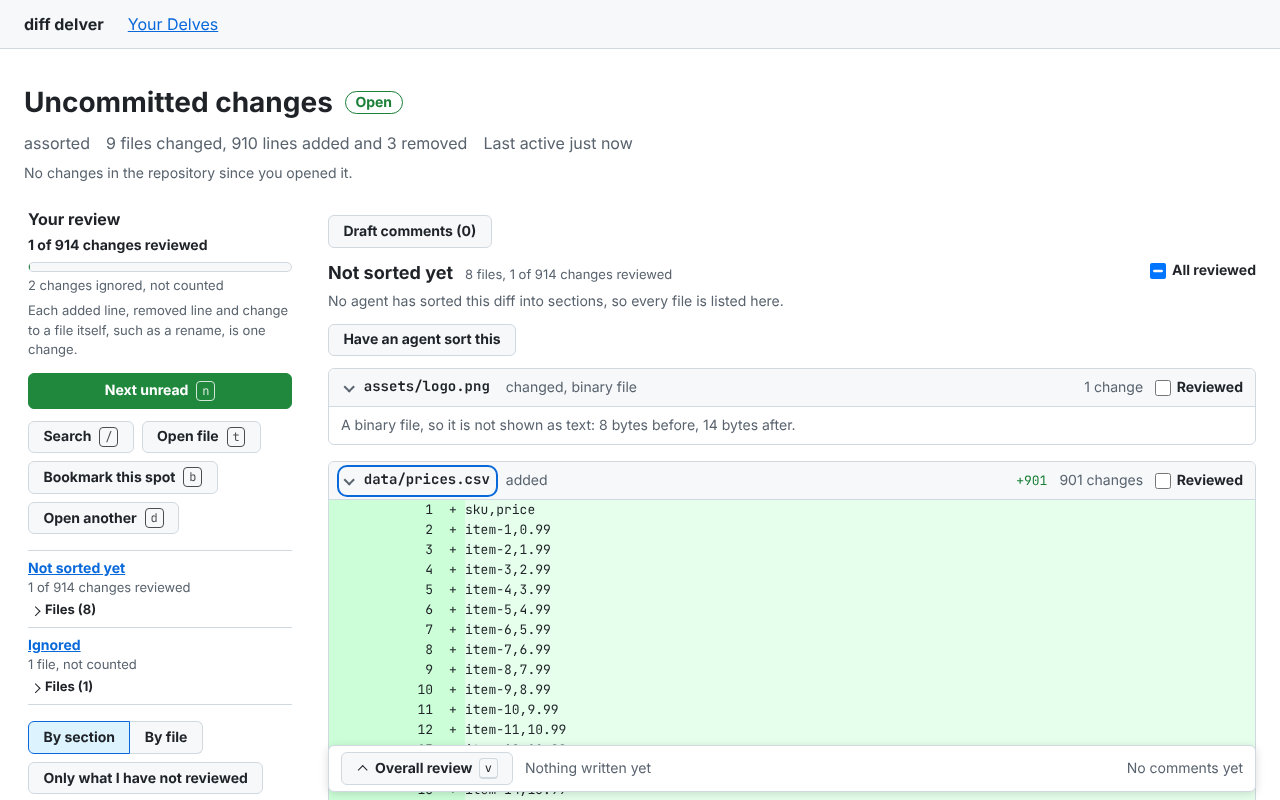 diff delver Your Delves
Uncommitted changes Open
assorted 9 files changed, 910 lines added and 3 removed Last active just now
No changes in the repository since you opened it.
Your review
1 of 914 changes reviewed
2 changes ignored, not counted
Each added line, removed line and change
to a file itself, such as a rename, is one
change.
Next unread n
Search / Open file t
Bookmark this spot b
Open another d
Not sorted yet
1 of 914 changes reviewed
Files (8)
Ignored
1 file, not counted
Files (1)
By section By file
Only what I have not reviewed
Draft comments (0)
Not sorted yet 8 files, 1 of 914 changes reviewed All reviewed
No agent has sorted this diff into sections, so every file is listed here.
Have an agent sort this
assets/logo.png changed, binary file 1 change Reviewed
A binary file, so it is not shown as text: 8 bytes before, 14 bytes after.
data/prices.csv added +901 901 changes Reviewed
1 + sku,price
2 + item-1,0.99
3 + item-2,1.99
4 + item-3,2.99
5 + item-4,3.99
6 + item-5,4.99
7 + item-6,5.99
8 + item-7,6.99
9 + item-8,7.99
10 + item-9,8.99
11 + item-10,9.99
12 + item-11,10.99
Overall review v Nothing written yet No comments yet